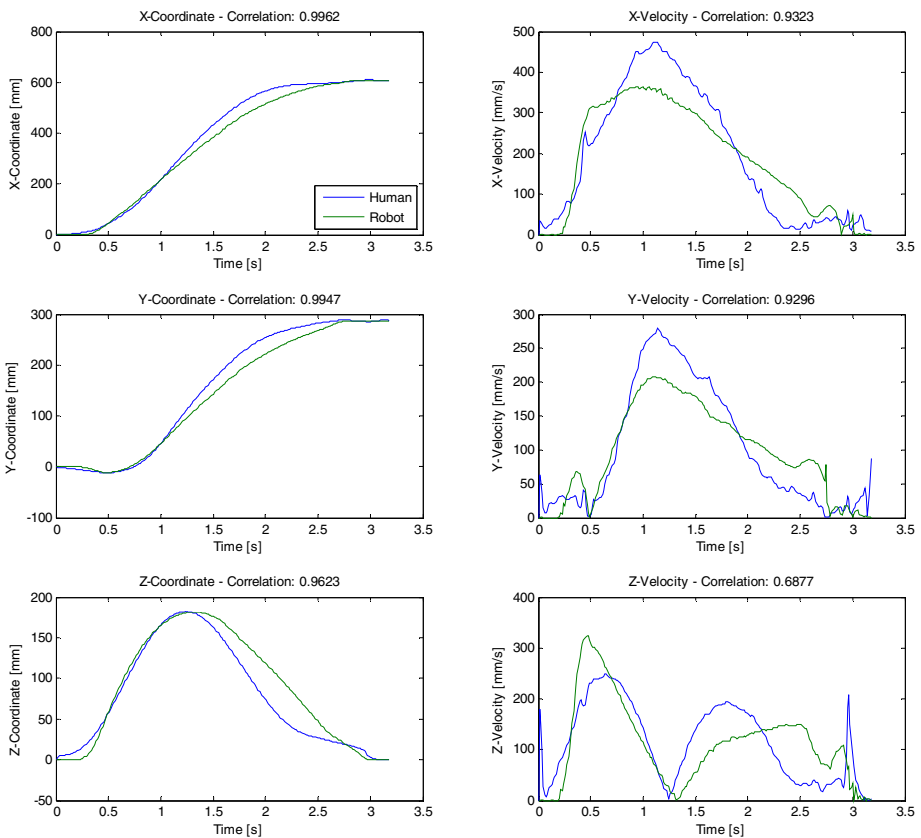 X-Coordinate - Correlation: 0.9962
800
600
400
200
0
X-Coordinate [mm]
Human
Robot
0 0.5 1 1.5 2 2.5 3 3.5
Time [s]
X-Velocity - Correlation: 0.9323
500
400
300
200
100
0
X-Velocity [mm/s]
0 0.5 1 1.5 2 2.5 3 3.5
Time [s]
Y-Coordinate - Correlation: 0.9947
300
200
100
0
-100
Y-Coordinate [mm]
0 0.5 1 1.5 2 2.5 3 3.5
Time [s]
Y-Velocity - Correlation: 0.9296
300
250
200
150
100
50
0
Y-Velocity [mm/s]
0 0.5 1 1.5 2 2.5 3 3.5
Time [s]
Z-Coordinate - Correlation: 0.9623
200
150
100
50
0
-50
Z-Coordinate [mm]
0 0.5 1 1.5 2 2.5 3 3.5
Time [s]
Z-Velocity - Correlation: 0.6877
400
300
200
100
0
Z-Velocity [mm/s]
0 0.5 1 1.5 2 2.5 3 3.5
Time [s]